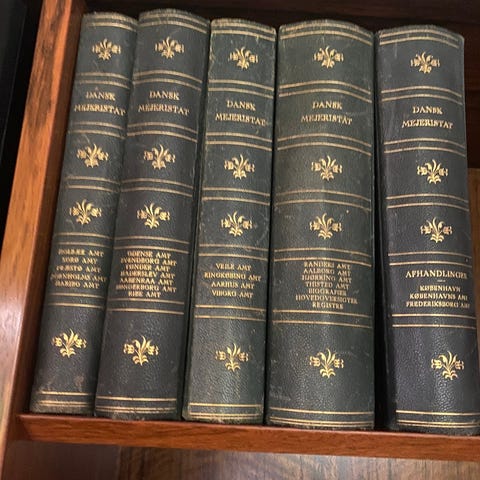 DANSK
MEJERISTAT
HOLBÆK AMT
SORØ AMT
PRÆSTØ AMT
BORNHOLMS AMT
MARIBO AMT
DANSK
MEJERISTAT
ODENSE AMT
SVENDBORG AMT
TØNDER AMT
HADERSLEV AMT
AABENRAA AMT
SØNDERBORG AMT
RIBE AMT
DANSK
MEJERISTAT
VEJLE AMT
RINGKØBING AMT
AARHUS AMT
VIBORG AMT
DANSK
MEJERISTAT
RANDERS AMT
AALBORG AMT
HJØRRING AMT
THISTED AMT
BIOGRAFIER
HOVEDOVERSIGTER
REGISTRE
DANSK
MEJERISTAT
AFHANDLINGER
KØBENHAVN
KØBENHAVNS AMT
FREDERIKSBORG AMT